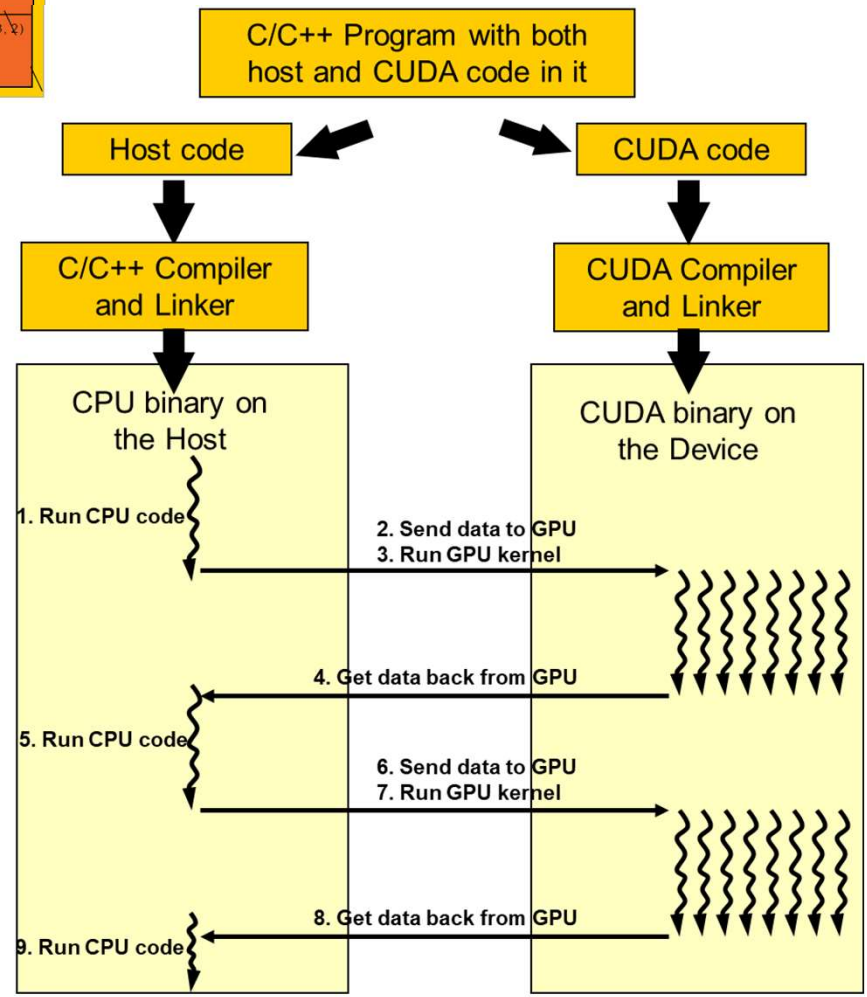 , 2)
C/C++ Program with both
host and CUDA code in it
Host code
CUDA code
C/C++ Compiler
and Linker
CUDA Compiler
and Linker
CPU binary on
the Host
CUDA binary on
the Device
1. Run CPU code
2. Send data to GPU
3. Run GPU kernel
4. Get data back from GPU
5. Run CPU code
6. Send data to GPU
7. Run GPU kernel
8. Get data back from GPU
9. Run CPU code